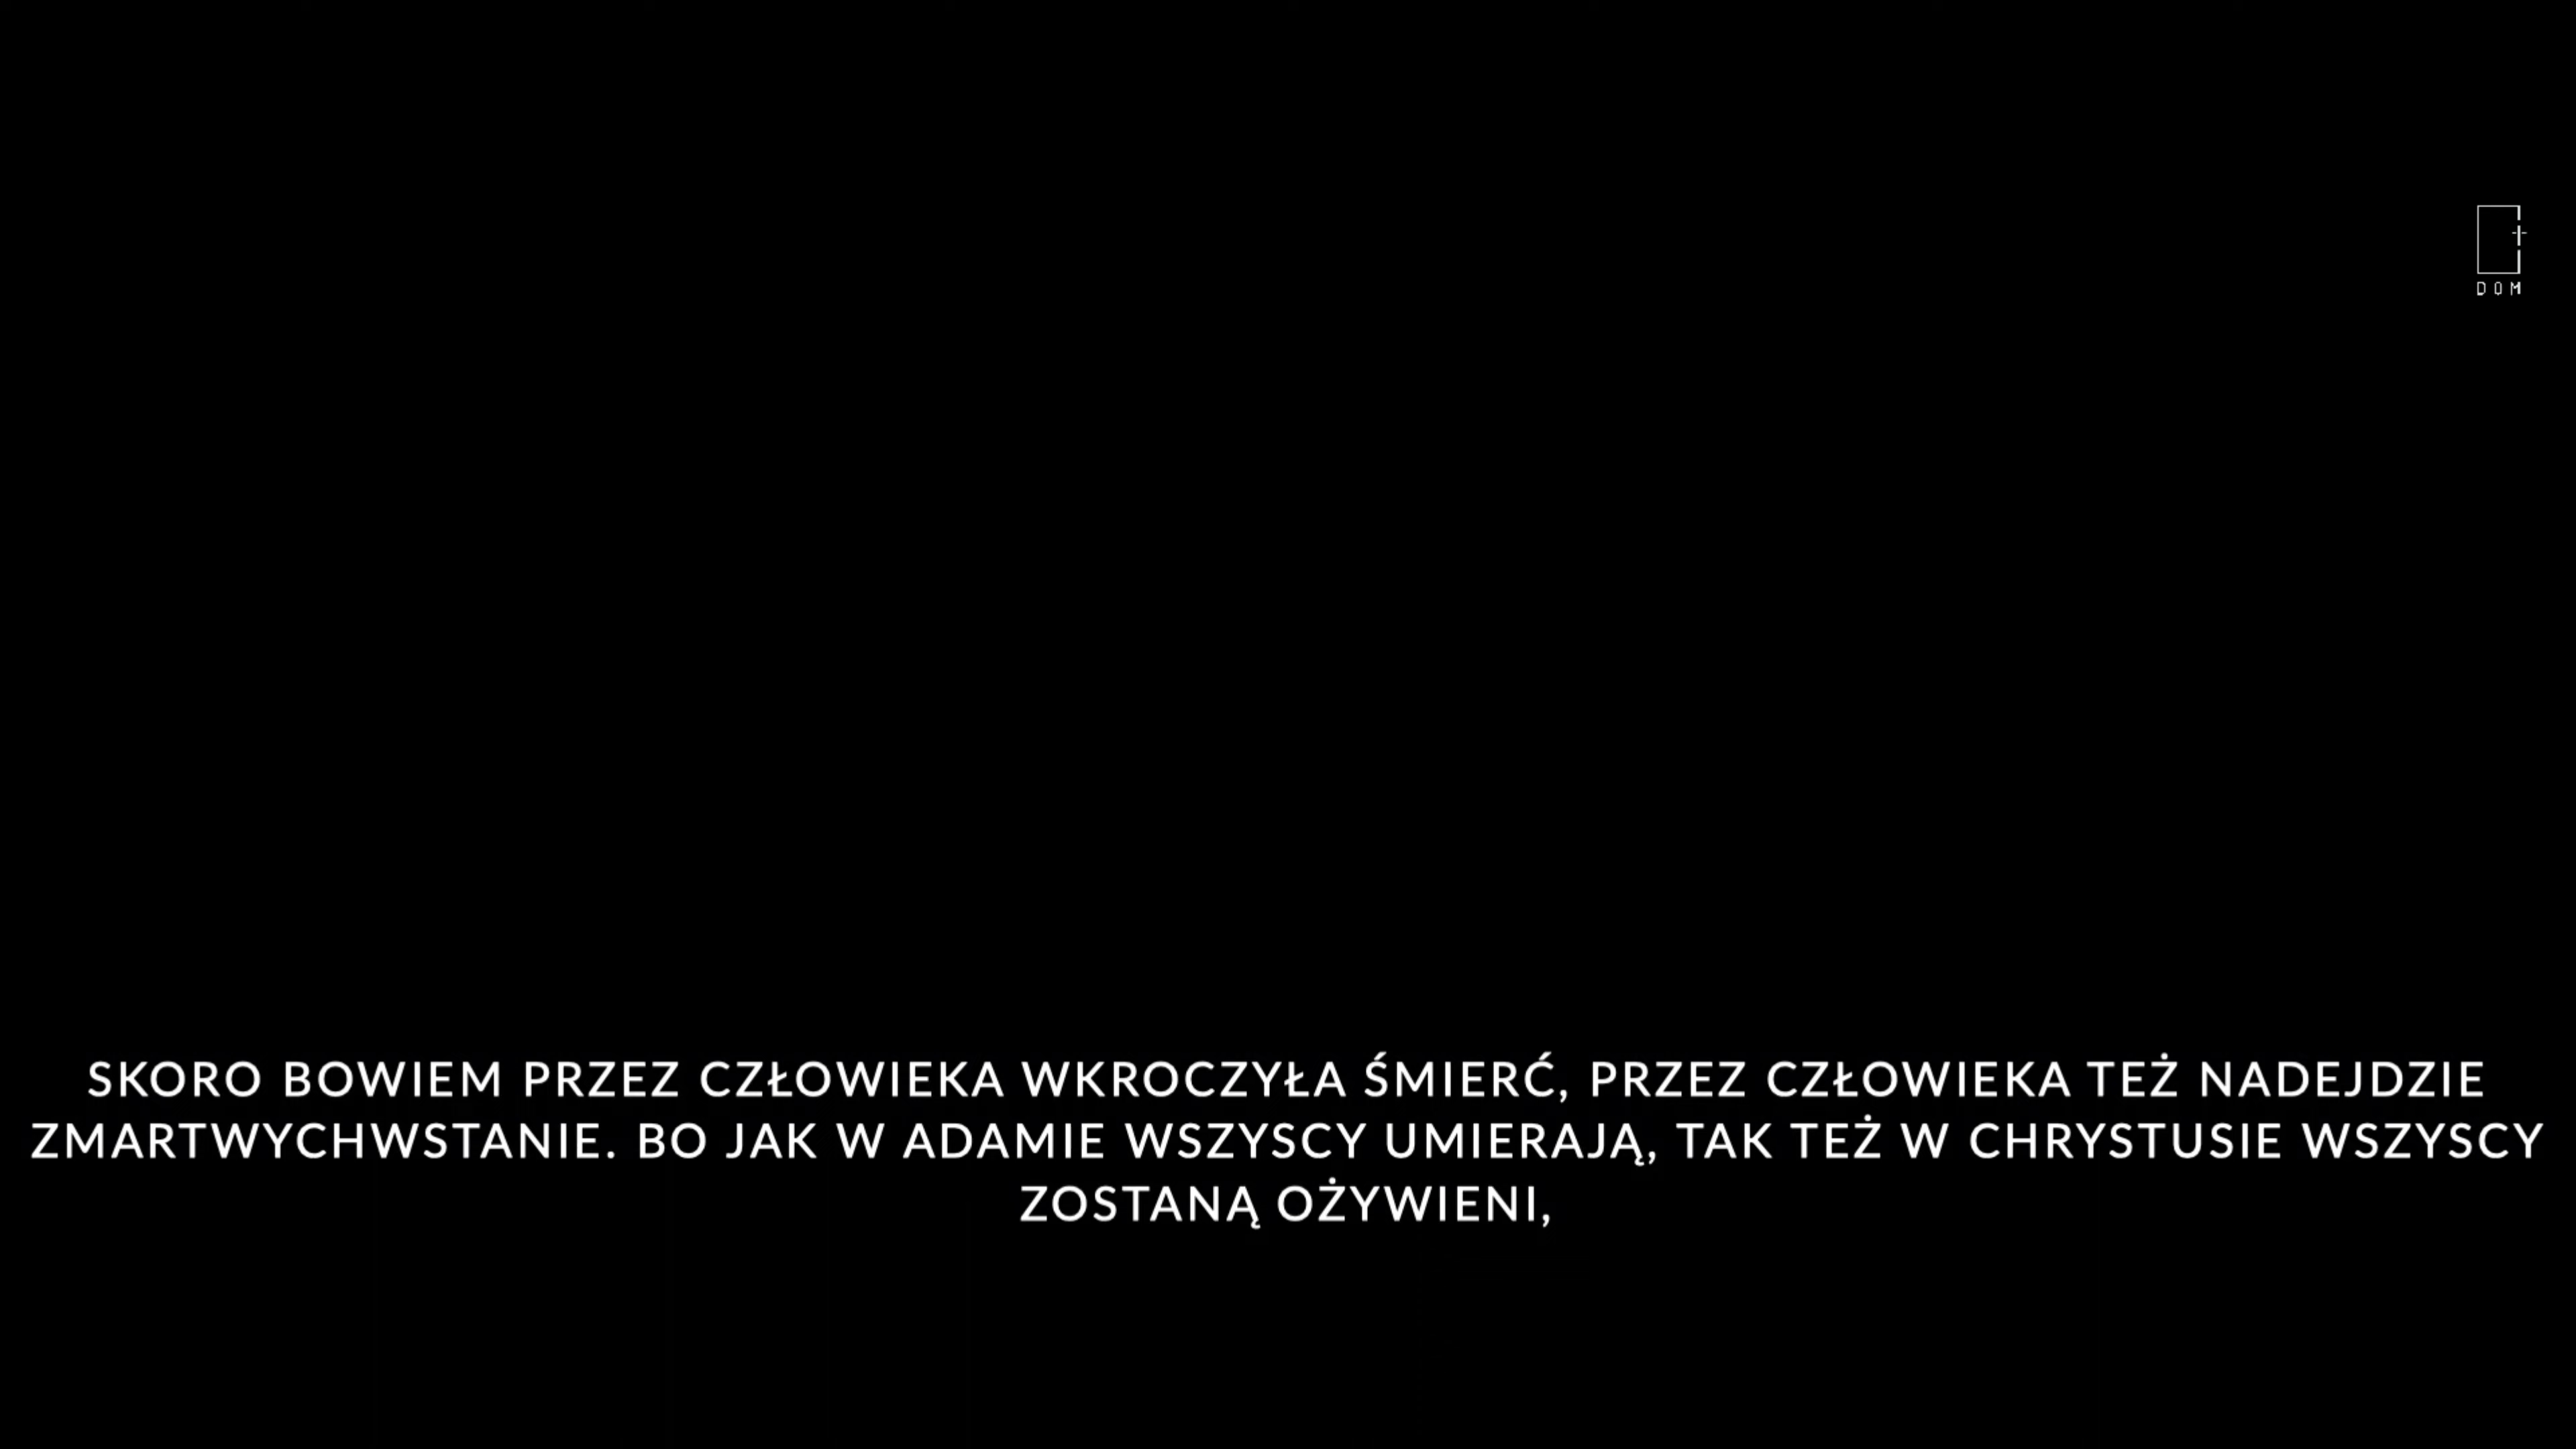 DOM
SKORO BOWIEM PRZEZ CZŁOWIEKA WKROCZYŁA ŚMIERĆ, PRZEZ CZŁOWIEKA TEŻ NADEJDZIE
ZMARTWYCHWSTANIE. BO JAK W ADAMIE WSZYSCY UMIERAJĄ, TAK TEŻ W CHRYSTUSIE WSZYSCY
ZOSTANĄ OŻYWIENI,